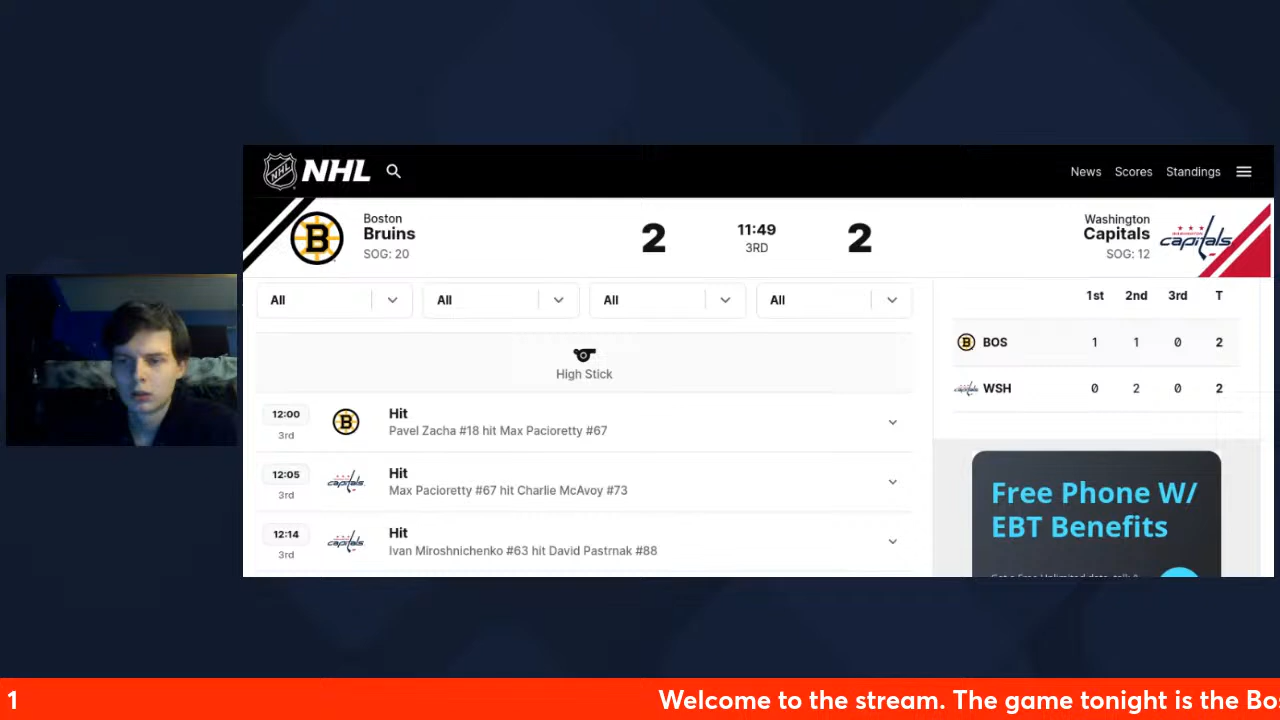 NHL
News Scores Standings
Boston
Bruins
SOG: 20
2
11:49
3RD
2
Washington
Capitals
SOG: 12
capitals
All All All All
High Stick
12:00
3rd
Hit
Pavel Zacha #18 hit Max Pacioretty #67
12:05
3rd
capitals
Hit
Max Pacioretty #67 hit Charlie McAvoy #73
12:14
3rd
capitals
Hit
Ivan Miroshnichenko #63 hit David Pastrnak #88
1st 2nd 3rd T
BOS 1 1 0 2
WSH 0 2 0 2
Free Phone W/
EBT Benefits
1
Welcome to the stream. The game tonight is the Bo